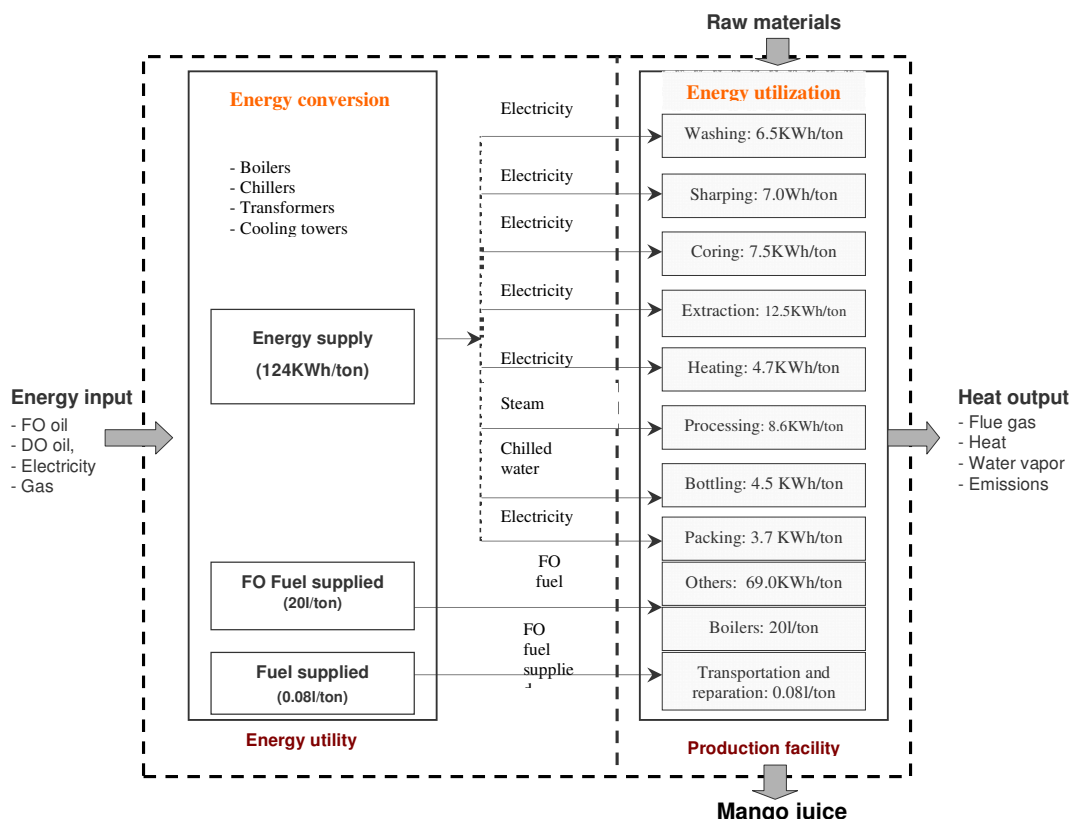 Raw materials
Energy conversion
- Boilers
- Chillers
- Transformers
- Cooling towers
Energy supply
(124KWh/ton)
FO Fuel supplied
(20l/ton)
Fuel supplied
(0.08l/ton)
Energy utility
Energy input
- FO oil
- DO oil,
- Electricity
- Gas
Electricity
Electricity
Electricity
Electricity
Electricity
Steam
Chilled
water
Electricity
FO
fuel
FO
fuel
supplie
Energy utilization
Washing: 6.5KWh/ton
Sharping: 7.0Wh/ton
Coring: 7.5KWh/ton
Extraction: 12.5KWh/ton
Heating: 4.7KWh/ton
Processing: 8.6KWh/ton
Bottling: 4.5 KWh/ton
Packing: 3.7 KWh/ton
Others: 69.0KWh/ton
Boilers: 20l/ton
Transportation and
reparation: 0.08l/ton
Production facility
Heat output
- Flue gas
- Heat
- Water vapor
- Emissions
Mango juice